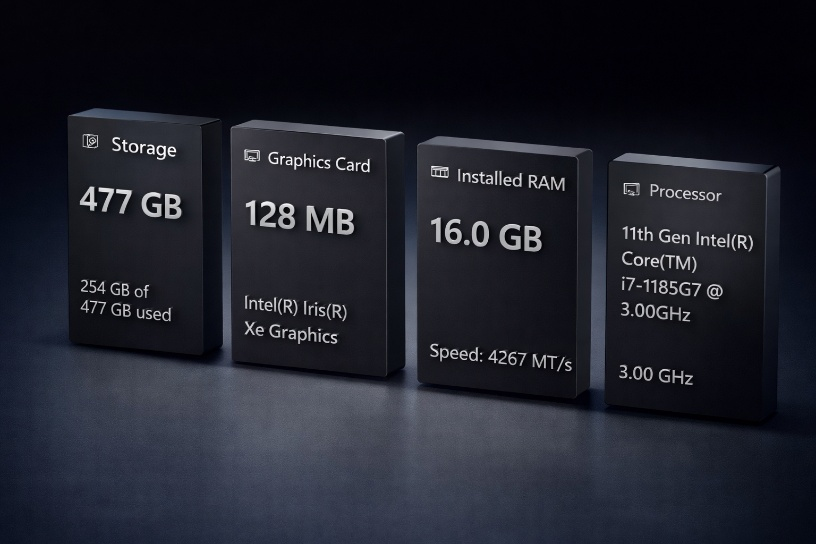 Storage
477 GB
254 GB of
477 GB used
Graphics Card
128 MB
Intel(R) Iris(R)
Xe Graphics
Installed RAM
16.0 GB
Speed: 4267 MT/s
Processor
11th Gen Intel(R)
Core(TM)
i7-1185G7 @
3.00GHz
3.00 GHz